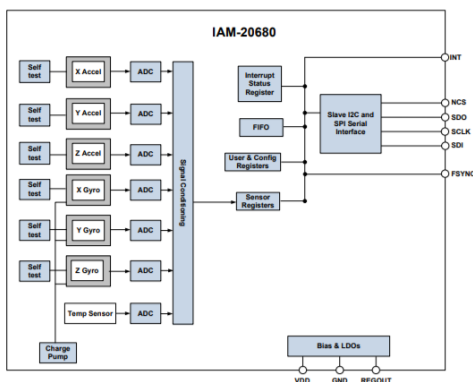 IAM-20680
Self
test
X Accel
ADC
Self
test
Y Accel
ADC
Self
test
Z Accel
ADC
Self
test
X Gyro
ADC
Self
test
Y Gyro
ADC
Self
test
Z Gyro
ADC
Temp Sensor
ADC
Charge
Pump
Signal Conditioning
Interrupt
Status
Register
FIFO
User & Config
Registers
Sensor
Registers
Slave I2C and
SPI Serial
Interface
INT
NCS
SDO
SCLK
SDI
FSYNC
Bias & LDOs
VDD
GND
REGOUT